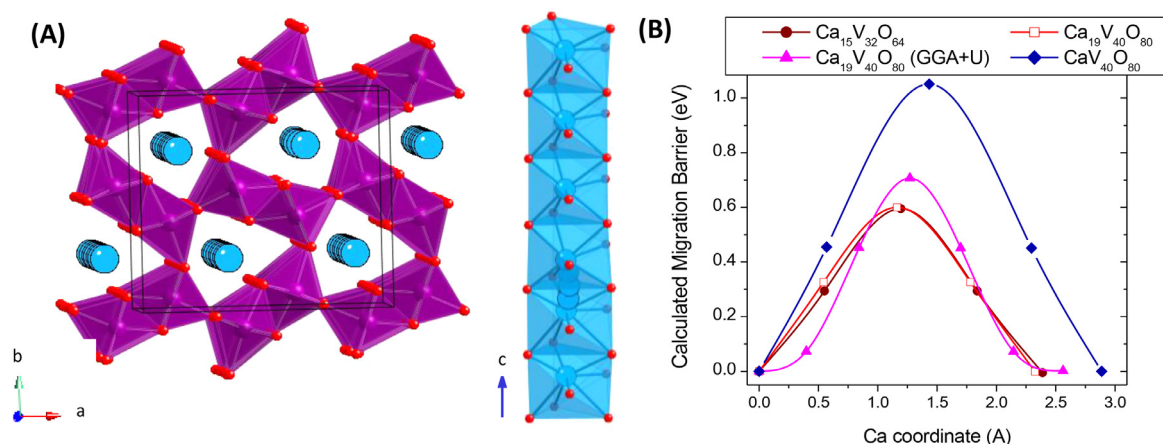 (A)
b
a
c
(B)
Ca₁₅V₃₂O₆₄
Ca₁₉V₄₀O₈₀
Ca₁₉V₄₀O₈₀ (GGA+U)
CaV₄₀O₈₀
Calculated Migration Barrier (eV)
1.0
0.8
0.6
0.4
0.2
0.0
0.0 0.5 1.0 1.5 2.0 2.5 3.0
Ca coordinate (A)